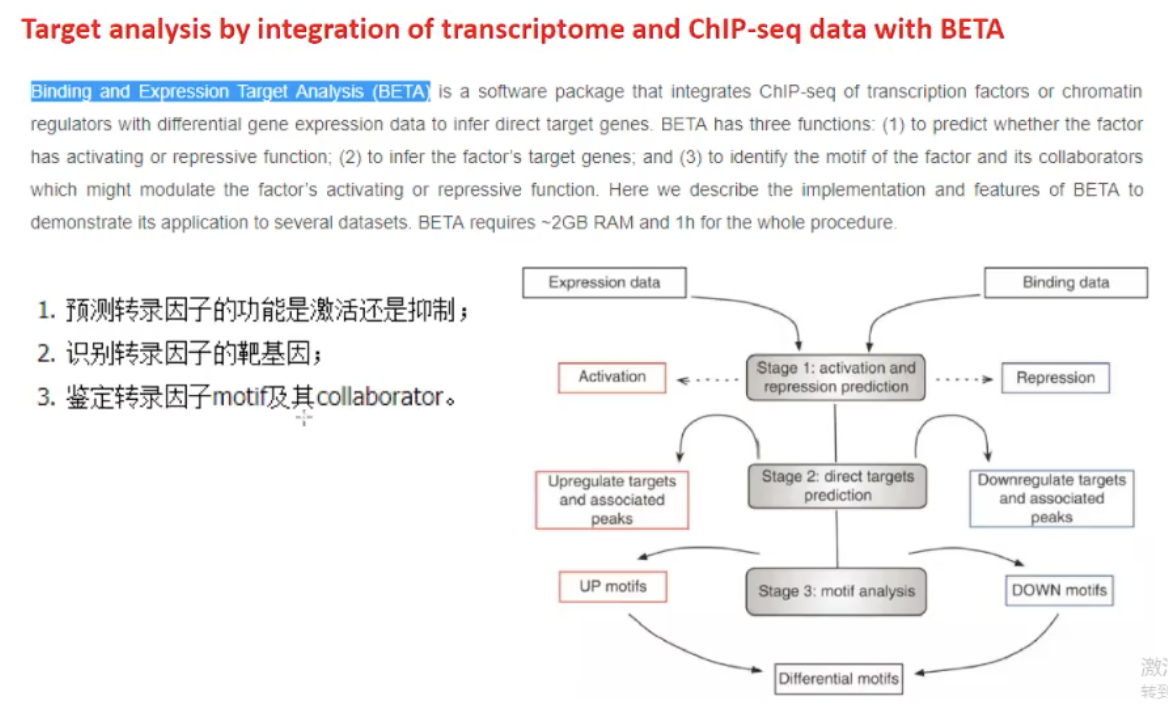 Target analysis by integration of transcriptome and ChIP-seq data with BETA
Binding and Expression Target Analysis (BETA) is a software package that integrates ChIP-seq of transcription factors or chromatin
regulators with differential gene expression data to infer direct target genes. BETA has three functions: (1) to predict whether the factor
has activating or repressive function; (2) to infer the factor's target genes; and (3) to identify the motif of the factor and its collaborators
which might modulate the factor's activating or repressive function. Here we describe the implementation and features of BETA to
demonstrate its application to several datasets. BETA requires ~2GB RAM and 1h for the whole procedure.
1. 预测转录因子的功能是激活还是抑制；
2. 识别转录因子的靶基因；
3. 鉴定转录因子motif及其collaborator。
Expression data
Binding data
Stage 1: activation and
repression prediction
Activation
Repression
Stage 2: direct targets
prediction
Upregulate targets
and associated
peaks
Downregulate targets
and associated
peaks
UP motifs
Stage 3: motif analysis
DOWN motifs
Differential motifs
转到